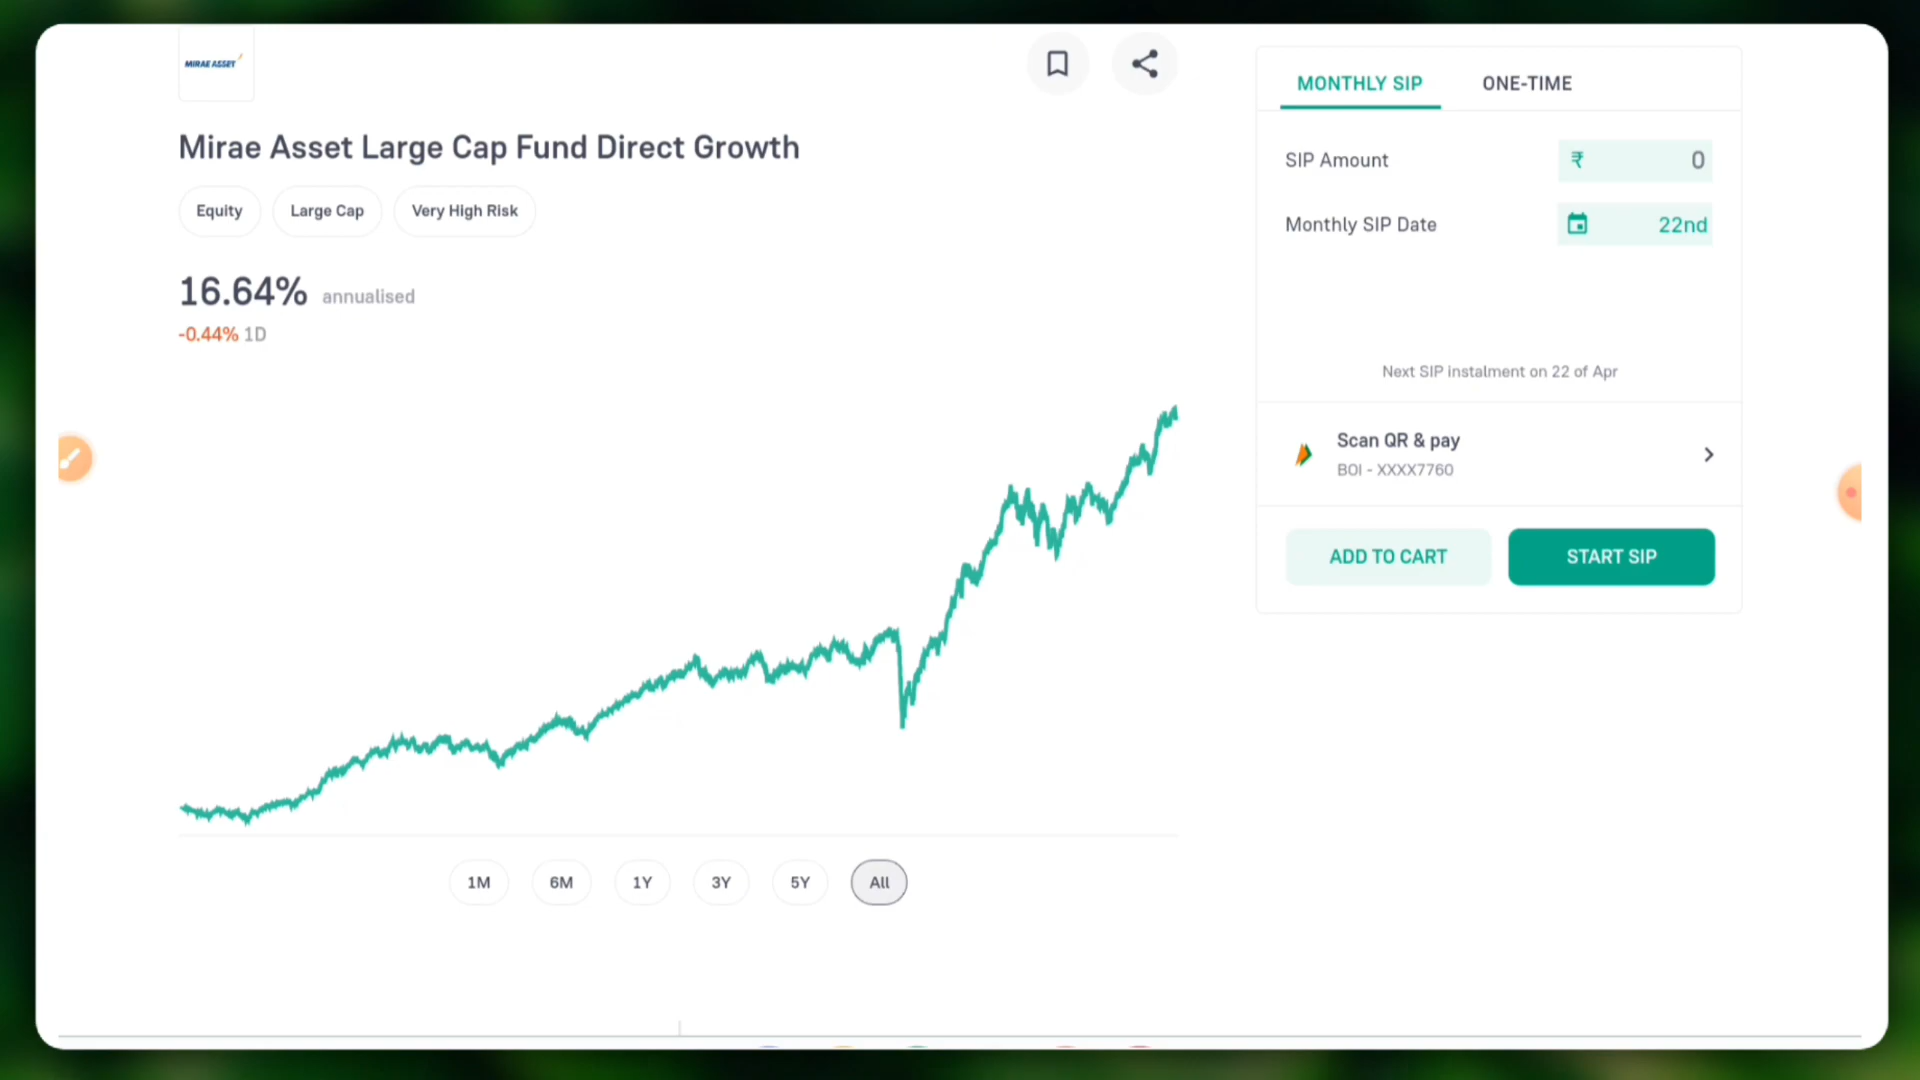 MIRAE ASSET
Mirae Asset Large Cap Fund Direct Growth
Equity
Large Cap
Very High Risk
16.64% annualised
-0.44% 1D
1M
6M
1Y
3Y
5Y
All
MONTHLY SIP
ONE-TIME
SIP Amount
₹ 0
Monthly SIP Date
22nd
Next SIP instalment on 22 of Apr
Scan QR & pay
BOI - XXXX7760
ADD TO CART
START SIP